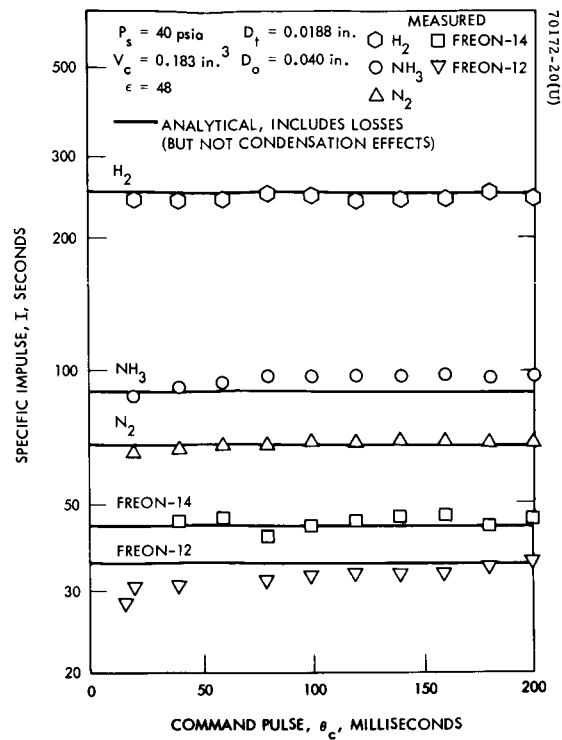 MEASURED
P_s = 40 psia D_t = 0.0188 in.
V_c = 0.183 in.³ D_o = 0.040 in.
ε = 48
H₂ FREON-14
NH₃ FREON-12
N₂
ANALYTICAL, INCLUDES LOSSES
(BUT NOT CONDENSATION EFFECTS)
70172-20(U)
SPECIFIC IMPULSE, I, SECONDS
500
300
200
100
50
30
20
H₂
NH₃
N₂
FREON-14
FREON-12
0 50 100 150 200
COMMAND PULSE, θ_c, MILLISECONDS